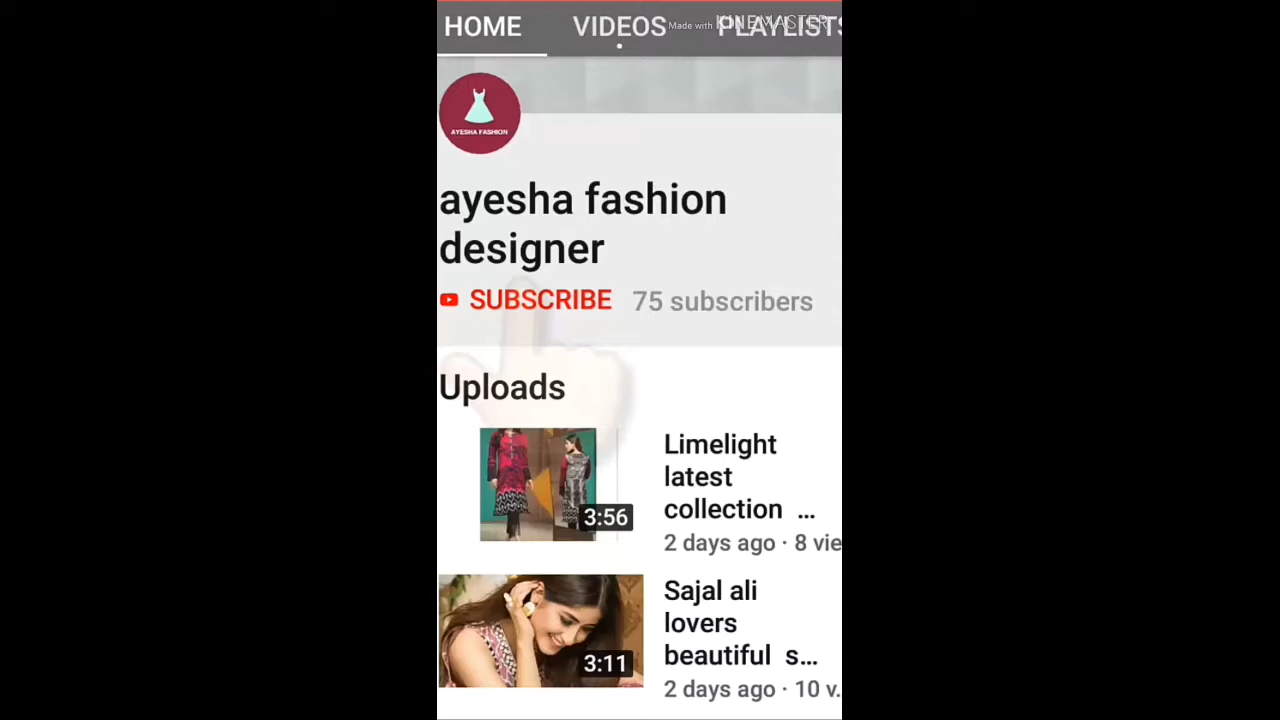 HOME VIDEOS PLAYLISTS
Made with KINEMASTER
AYESHA FASHION
ayesha fashion
designer
SUBSCRIBE 75 subscribers
Uploads
Limelight
latest
collection ...
3:56
2 days ago · 8 vie
Sajal ali
lovers
beautiful s...
3:11
2 days ago · 10 v.